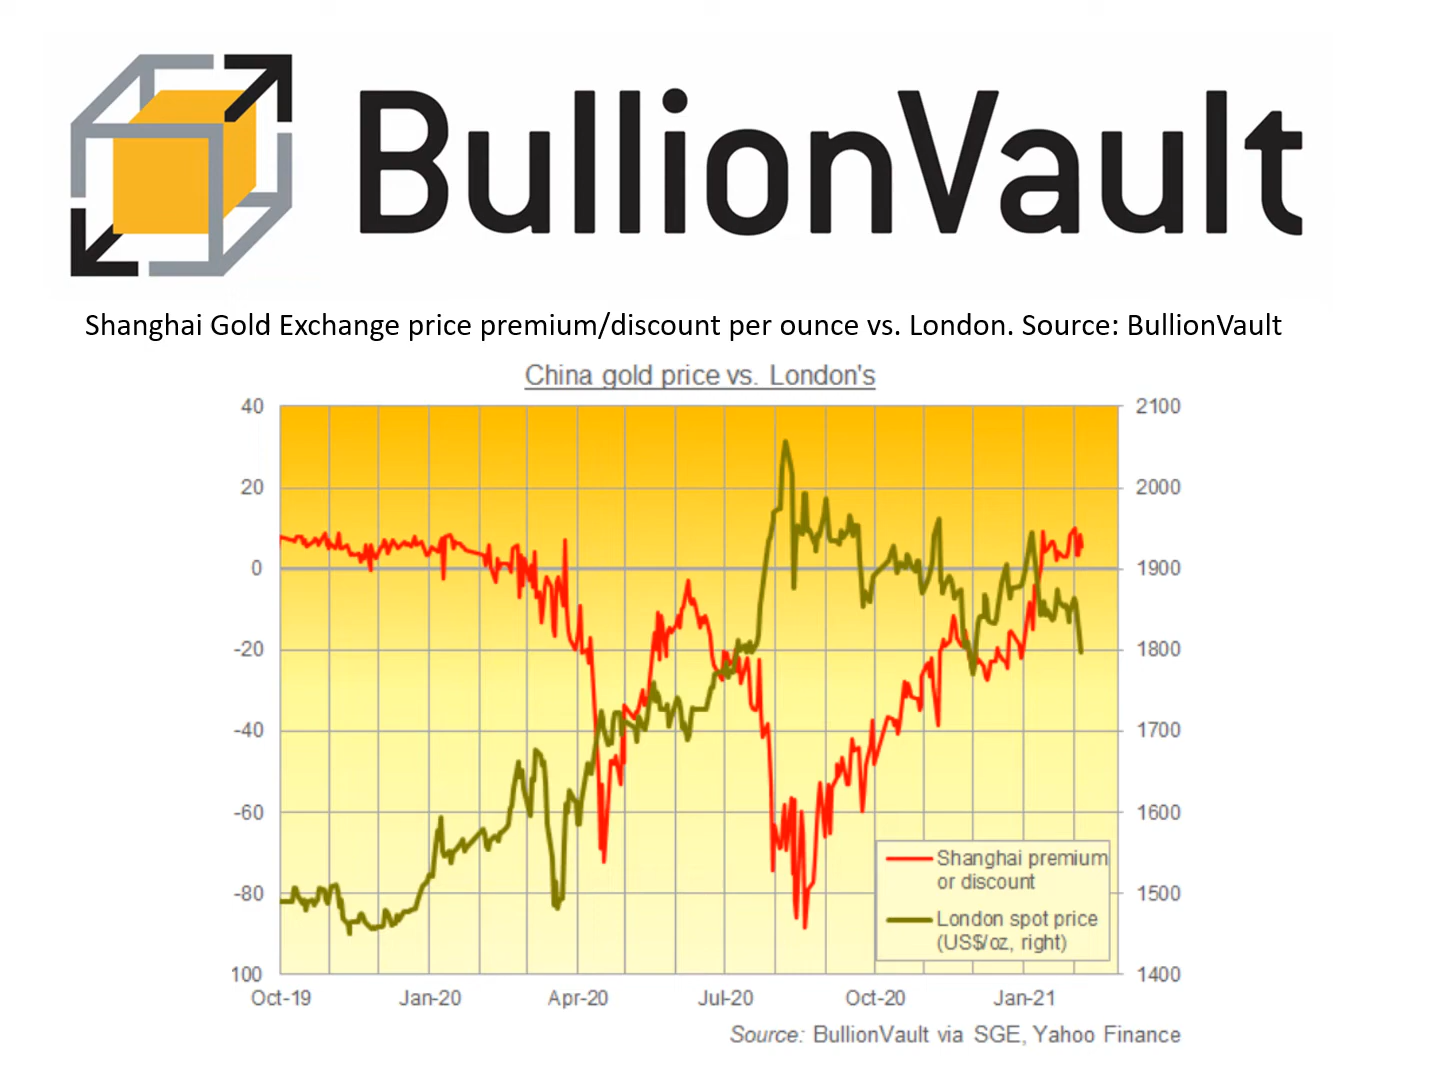 BullionVault
Shanghai Gold Exchange price premium/discount per ounce vs. London. Source: BullionVault
China gold price vs. London's
40
20
0
-20
-40
-60
-80
100
2100
2000
1900
1800
1700
1600
1500
1400
Shanghai premium
or discount
London spot price
(US$/oz, right)
Oct-19 Jan-20 Apr-20 Jul-20 Oct-20 Jan-21
Source: BullionVault via SGE, Yahoo Finance